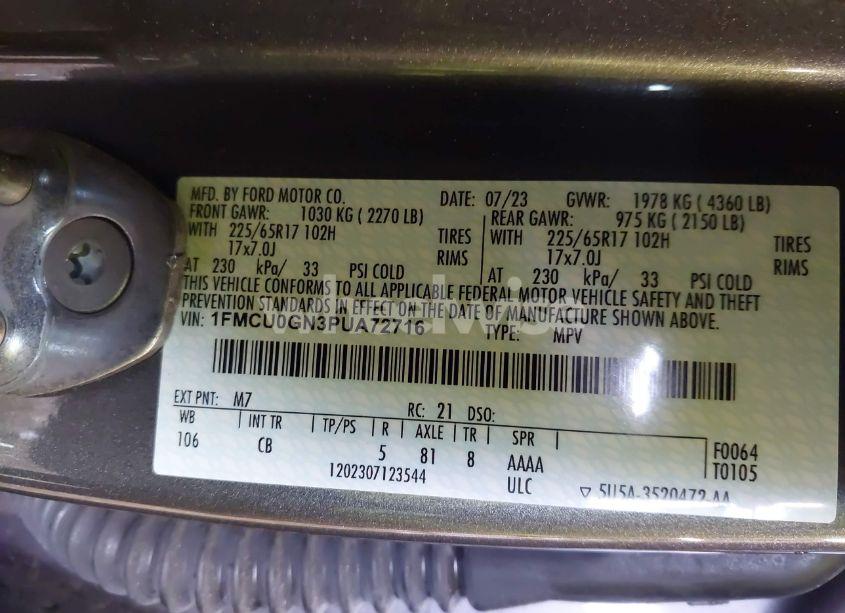 MFD. BY FORD MOTOR CO. DATE: 07/23 GVWR: 1978 KG ( 4360 LB)
FRONT GAWR: 1030 KG ( 2270 LB) REAR GAWR: 975 KG ( 2150 LB)
WITH 225/65R17 102H TIRES WITH 225/65R17 102H TIRES
17x7.0J RIMS 17x7.0J RIMS
AT 230 kPa/ 33 PSI COLD AT 230 kPa/ 33 PSI COLD
THIS VEHICLE CONFORMS TO ALL APPLICABLE FEDERAL MOTOR VEHICLE SAFETY AND THEFT
PREVENTION STANDARDS IN EFFECT ON THE DATE OF MANUFACTURE SHOWN ABOVE.
VIN: 1FMCU0GN3PUA72716 TYPE: MPV
EXT PNT: M7 RC: 21 DSO:
WB INT TR TP/PS R AXLE TR SPR F0064
106 CB 5 81 8 AAAA T0105
1202307123544 ULC
5U5A-3520472-AA